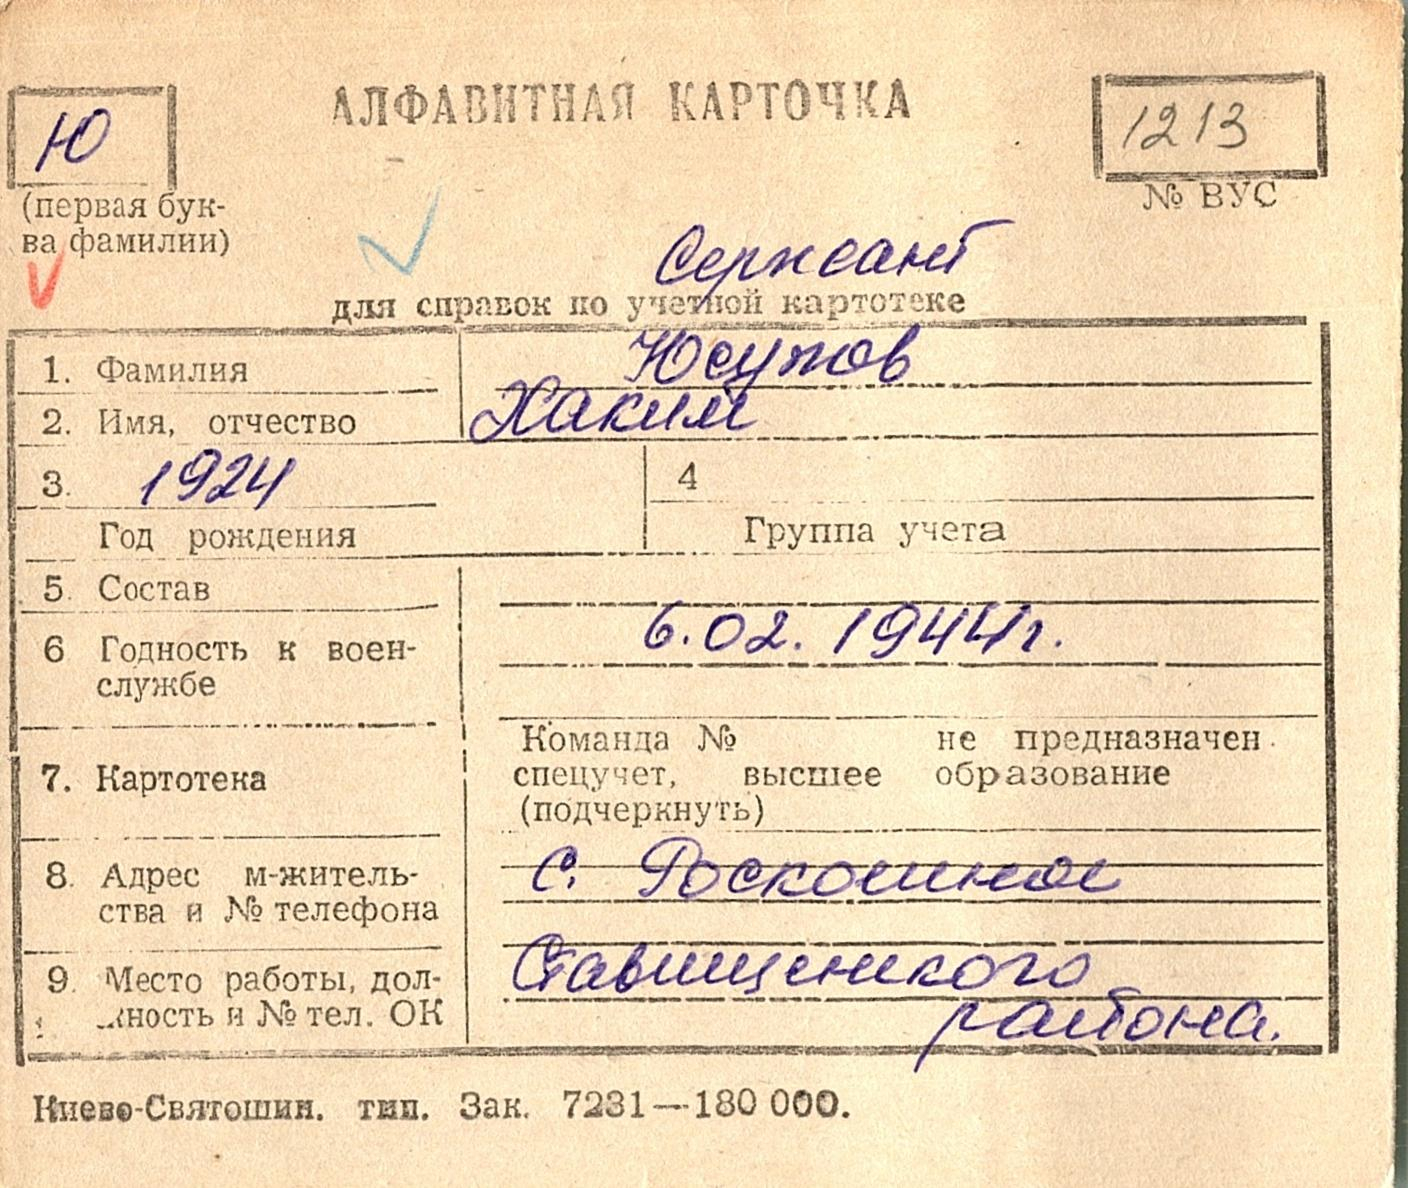 Ю
АЛФАВИТНАЯ КАРТОЧКА
1213
№ ВУС
(первая бук-
ва фамилии)
Сержант
для справок по учетной картотеке
1. Фамилия Юсупов
2. Имя, отчество Хаким
3. 1924
4
Год рождения
Группа учета
5 Состав
6 Годность к воен-
службе
6.02.1944г.
7. Картотека
Команда № не предназначен
спецучет, высшее образование
(подчеркнуть)
8. Адрес м-житель-
ства и № телефона
с. Роскошное
9. Место работы, дол-
жность и № тел. ОК
Ставищенского
района.
Киево-Святошин. тип. Зак. 7231—180 000.